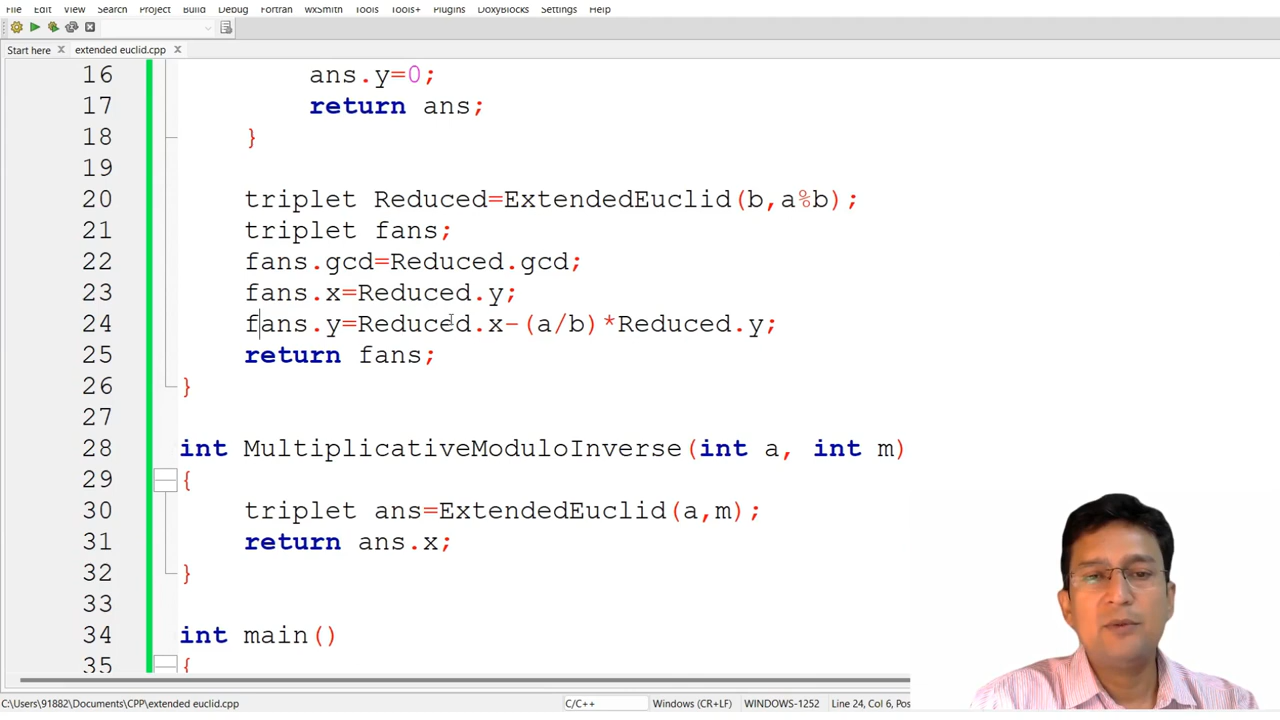 File Edit View Search Project Build Debug Fortran wxSmith Tools Tools+ Plugins DoxyBlocks Settings Help
Start here extended euclid.cpp
16 ans.y=0;
17 return ans;
18 }
19
20 triplet Reduced=ExtendedEuclid(b,a%b);
21 triplet fans;
22 fans.gcd=Reduced.gcd;
23 fans.x=Reduced.y;
24 fans.y=Reduced.x-(a/b)*Reduced.y;
25 return fans;
26 }
27
28 int MultiplicativeModuloInverse(int a, int m)
29 {
30 triplet ans=ExtendedEuclid(a,m);
31 return ans.x;
32 }
33
34 int main()
35 {
C:\Users\91882\Documents\CPP\extended euclid.cpp C/C++ Windows (CR+LF) WINDOWS-1252 Line 24, Col 6, Pos